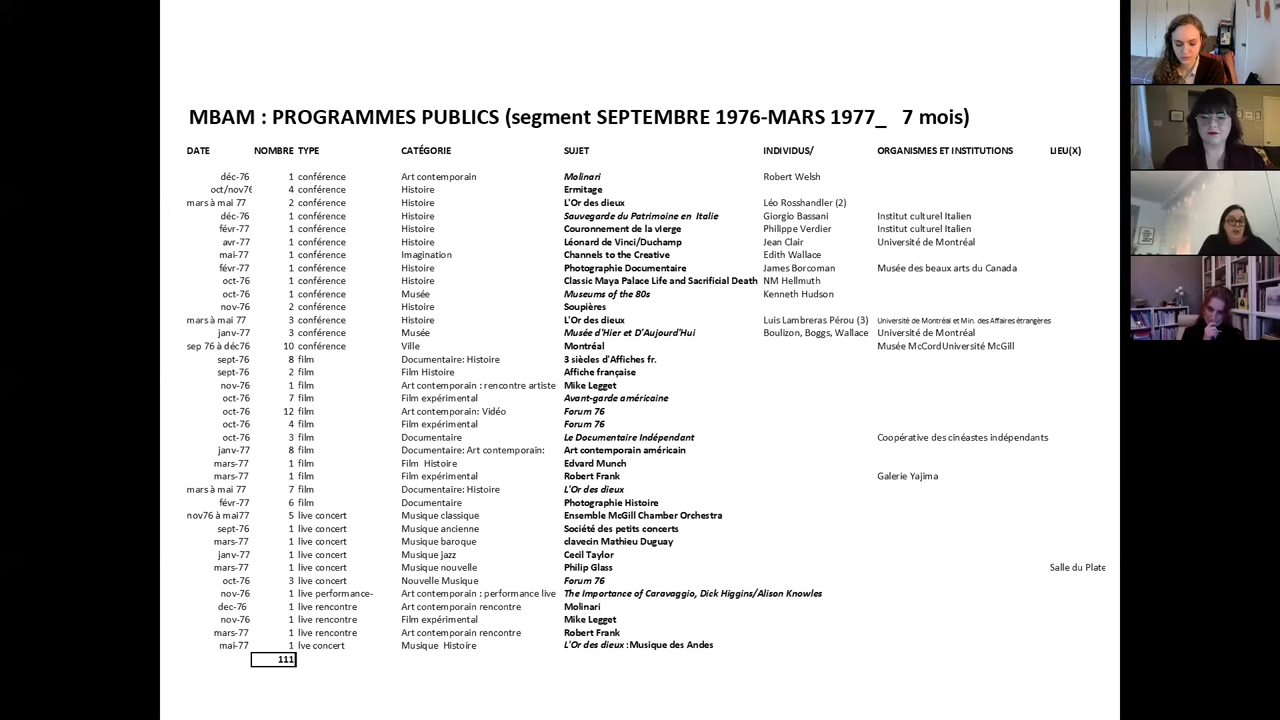 MBAM : PROGRAMMES PUBLICS (segment SEPTEMBRE 1976-MARS 1977_ 7 mois)
DATE NOMBRE TYPE CATÉGORIE SUJET INDIVIDUS/ ORGANISMES ET INSTITUTIONS LIEU(X)
déc-76 1 conférence Art contemporain Molinari Robert Welsh
oct/nov76 4 conférence Histoire Ermitage
mars à mai 77 2 conférence Histoire L'Or des dieux Léo Rosshandler (2)
déc-76 1 conférence Histoire Sauvegarde du Patrimoine en Italie Giorgio Bassani Institut culturel Italien
févr-77 1 conférence Histoire Couronnement de la vIerge Philippe Verdier Institut culturel Italien
avr-77 1 conférence Histoire Léonard de Vinci/Duchamp Jean Clair Université de Montréal
mai-77 1 conférence Imagination Channels to the Creative Edith Wallace
févr-77 1 conférence Histoire Photographie Documentaire James Borcoman Musée des beaux arts du Canada
oct-76 1 conférence Histoire Classic Maya Palace Life and Sacrificial Death NM Hellmuth
oct-76 1 conférence Musée Museums of the 80s Kenneth Hudson
nov-76 2 conférence Histoire Soupières
mars à mai 77 3 conférence Histoire L'Or des dieux Luis Lambreras Pérou (3) Université de Montréal et Min. des Affaires étrangères
janv-77 3 conférence Musée Musée d'Hier et D'Aujourd'Hui Boulizon, Boggs, Wallace Université de Montréal
sep 76 à déc76 10 conférence Ville Montréal Musée McCordUniversité McGill
sept-76 8 film Documentaire: Histoire 3 siècles d'Affiches fr.
sept-76 2 film Film Histoire Affiche française
nov-76 1 film Art contemporain : rencontre artiste Mike Legget
oct-76 7 film Film expérimental Avant-garde américaine
oct-76 12 film Art contemporain: Vidéo Forum 76
oct-76 4 film Film expérimental Forum 76
oct-76 3 film Documentaire Le Documentaire Indépendant Coopérative des cinéastes indépendants
janv-77 8 film Documentaire: Art contemporain: Art contemporain américain
mars-77 1 film Film Histoire Edvard Munch
mars-77 1 film Film expérimental Robert Frank Galerie Yajima
mars à mai 77 7 film Documentaire: Histoire L'Or des dieux
févr-77 6 film Documentaire Photographie Histoire
nov76 à mai77 5 live concert Musique classique Ensemble McGill Chamber Orchestra
sept-76 1 live concert Musique ancienne Société des petits concerts
mars-77 1 live concert Musique baroque clavecin Mathieu Duguay
janv-77 1 live concert Musique jazz Cecil Taylor
mars-77 1 live concert Musique nouvelle Philip Glass Salle du Plate
oct-76 3 live concert Nouvelle Musique Forum 76
nov-76 1 live performance- Art contemporain : performance live The Importance of Caravaggio, Dick Higgins/Alison Knowles
dec-76 1 live rencontre Art contemporain rencontre Molinari
nov-76 1 live rencontre Film expérimental Mike Legget
mars-77 1 live rencontre Art contemporain rencontre Robert Frank
mai-77 1 lve concert Musique Histoire L'Or des dieux :Musique des Andes
111